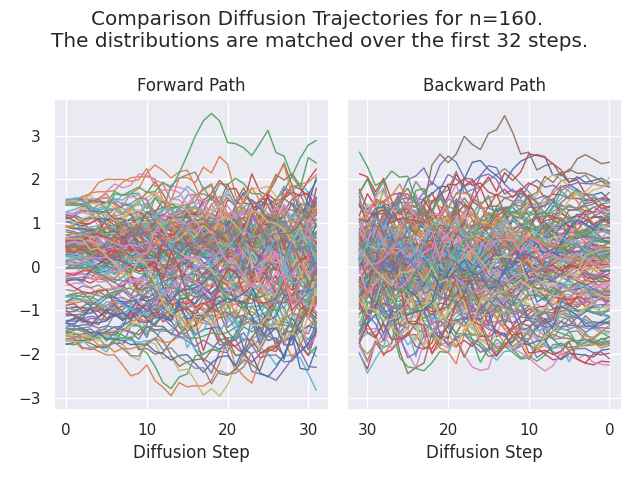 Comparison Diffusion Trajectories for n=160.
The distributions are matched over the first 32 steps.
Forward Path
Backward Path
3
2
1
0
−1
−2
−3
0 10 20 30
30 20 10 0
Diffusion Step
Diffusion Step